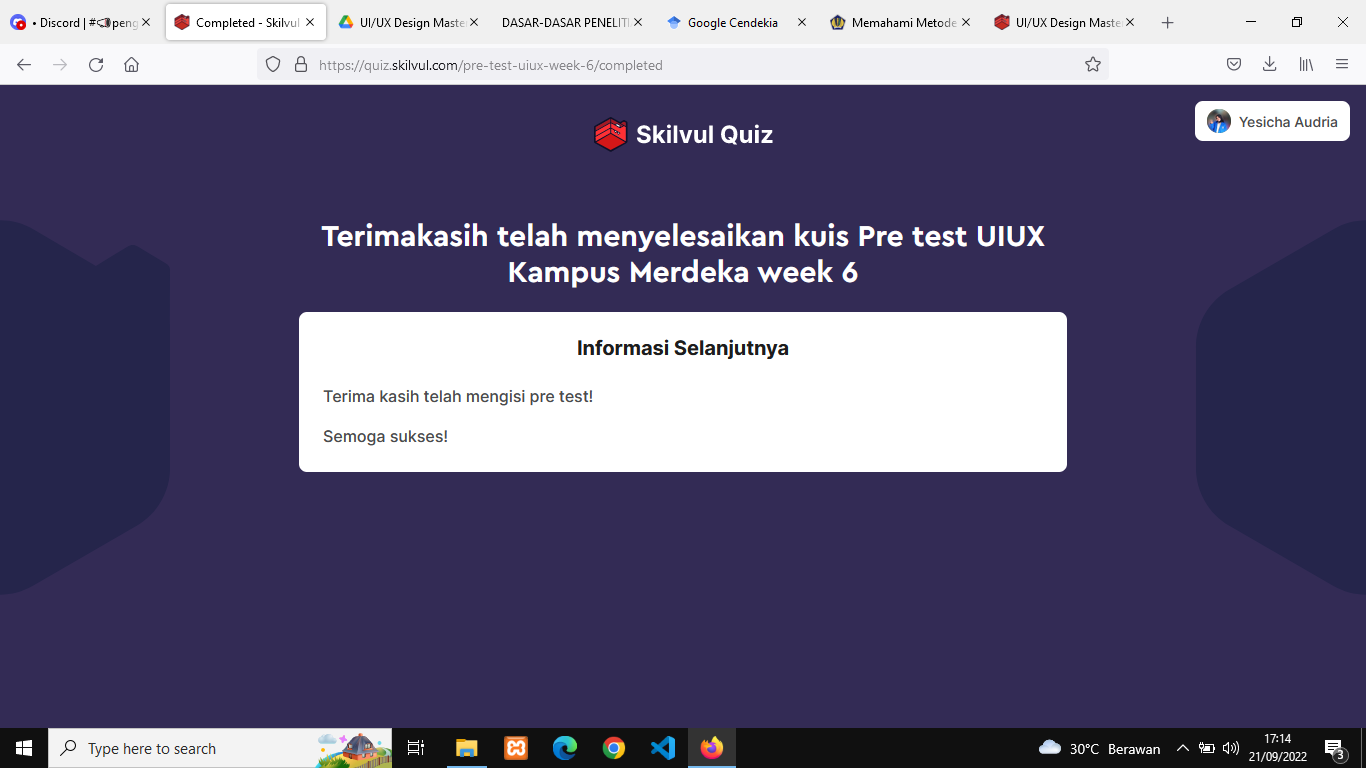 • Discord | #📢peng
Completed - Skilvul
UI/UX Design Maste
DASAR-DASAR PENELITI
Google Cendekia
Memahami Metode
UI/UX Design Maste
https://quiz.skilvul.com/pre-test-uiux-week-6/completed
Skilvul Quiz
Yesicha Audria
Terimakasih telah menyelesaikan kuis Pre test UIUX
Kampus Merdeka week 6
Informasi Selanjutnya
Terima kasih telah mengisi pre test!
Semoga sukses!
Type here to search
30°C Berawan
17:14
21/09/2022
3